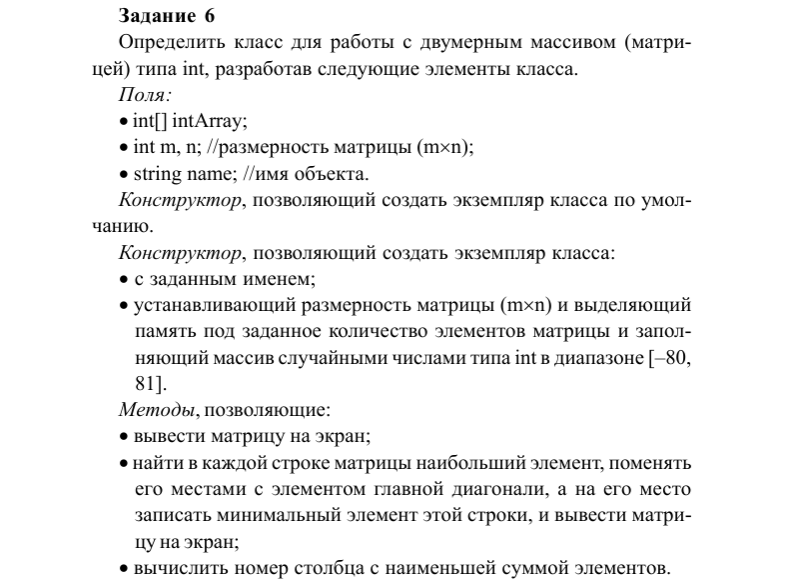 Задание 6
Определить класс для работы с двумерным массивом (матри-
цей) типа int, разработав следующие элементы класса.
Поля:
• int[] intArray;
• int m, n; //размерность матрицы (m×n);
• string name; //имя объекта.
Конструктор, позволяющий создать экземпляр класса по умол-
чанию.
Конструктор, позволяющий создать экземпляр класса:
• с заданным именем;
• устанавливающий размерность матрицы (m×n) и выделяющий
память под заданное количество элементов матрицы и запол-
няющий массив случайными числами типа int в диапазоне [–80,
81].
Методы, позволяющие:
• вывести матрицу на экран;
• найти в каждой строке матрицы наибольший элемент, поменять
его местами с элементом главной диагонали, а на его место
записать минимальный элемент этой строки, и вывести матри-
цу на экран;
• вычислить номер столбца с наименьшей суммой элементов.